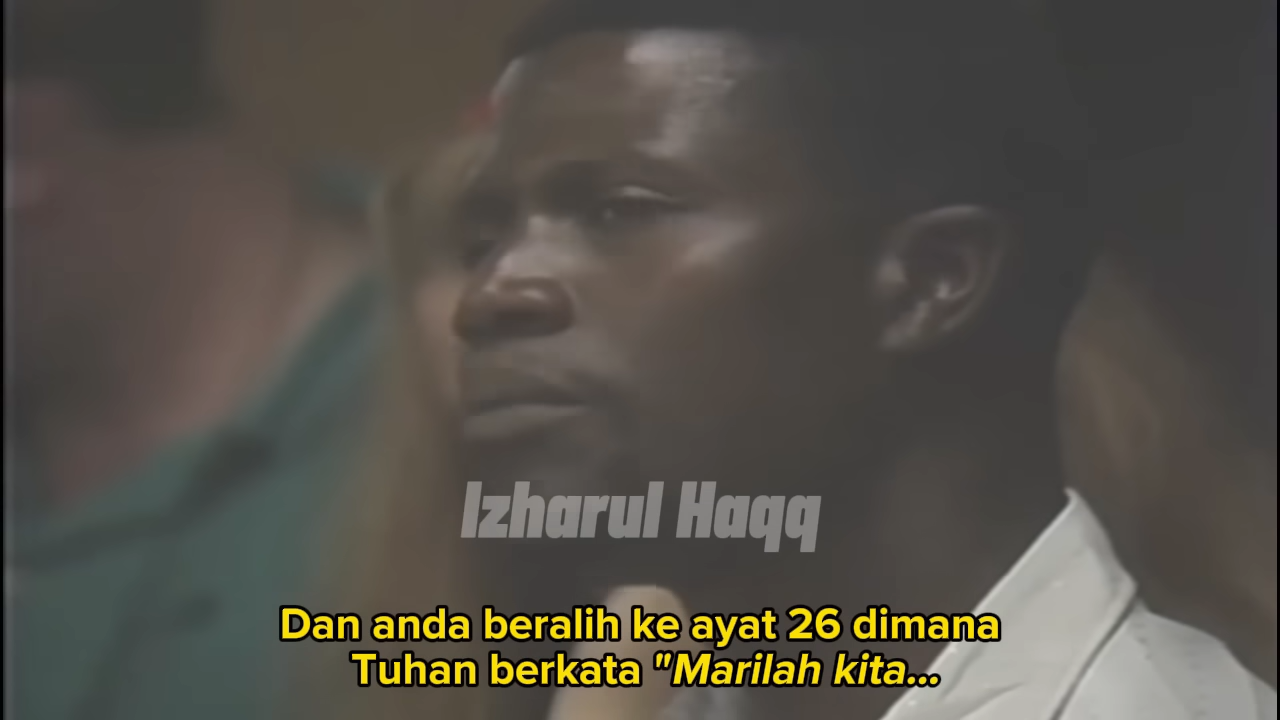 Izharul Haqq
Dan anda beralih ke ayat 26 dimana
Tuhan berkata "Marilah kita...